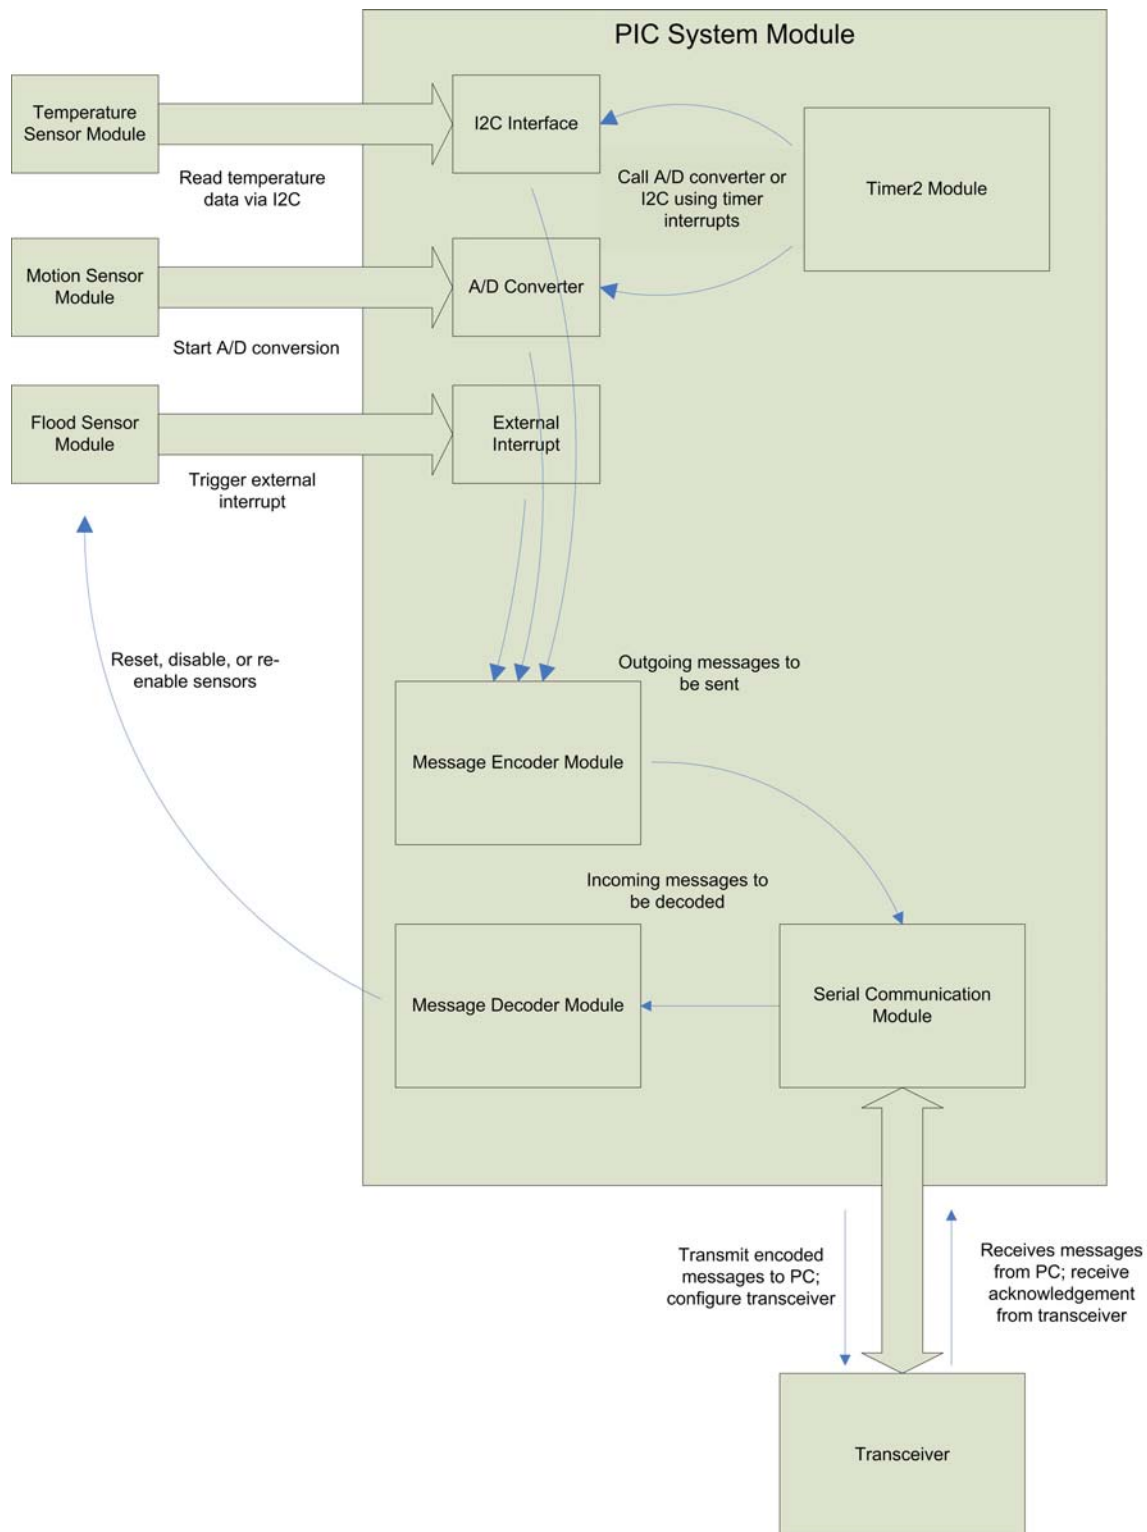 PIC System Module
Temperature
Sensor Module
I2C Interface
Timer2 Module
Read temperature
data via I2C
Call A/D converter or
I2C using timer
interrupts
Motion Sensor
Module
A/D Converter
Start A/D conversion
Flood Sensor
Module
External
Interrupt
Trigger external
interrupt
Reset, disable, or re-
enable sensors
Outgoing messages to
be sent
Message Encoder Module
Incoming messages to
be decoded
Message Decoder Module
Serial Communication
Module
Transmit encoded
messages to PC;
configure transceiver
Receives messages
from PC; receive
acknowledgement
from transceiver
Transceiver